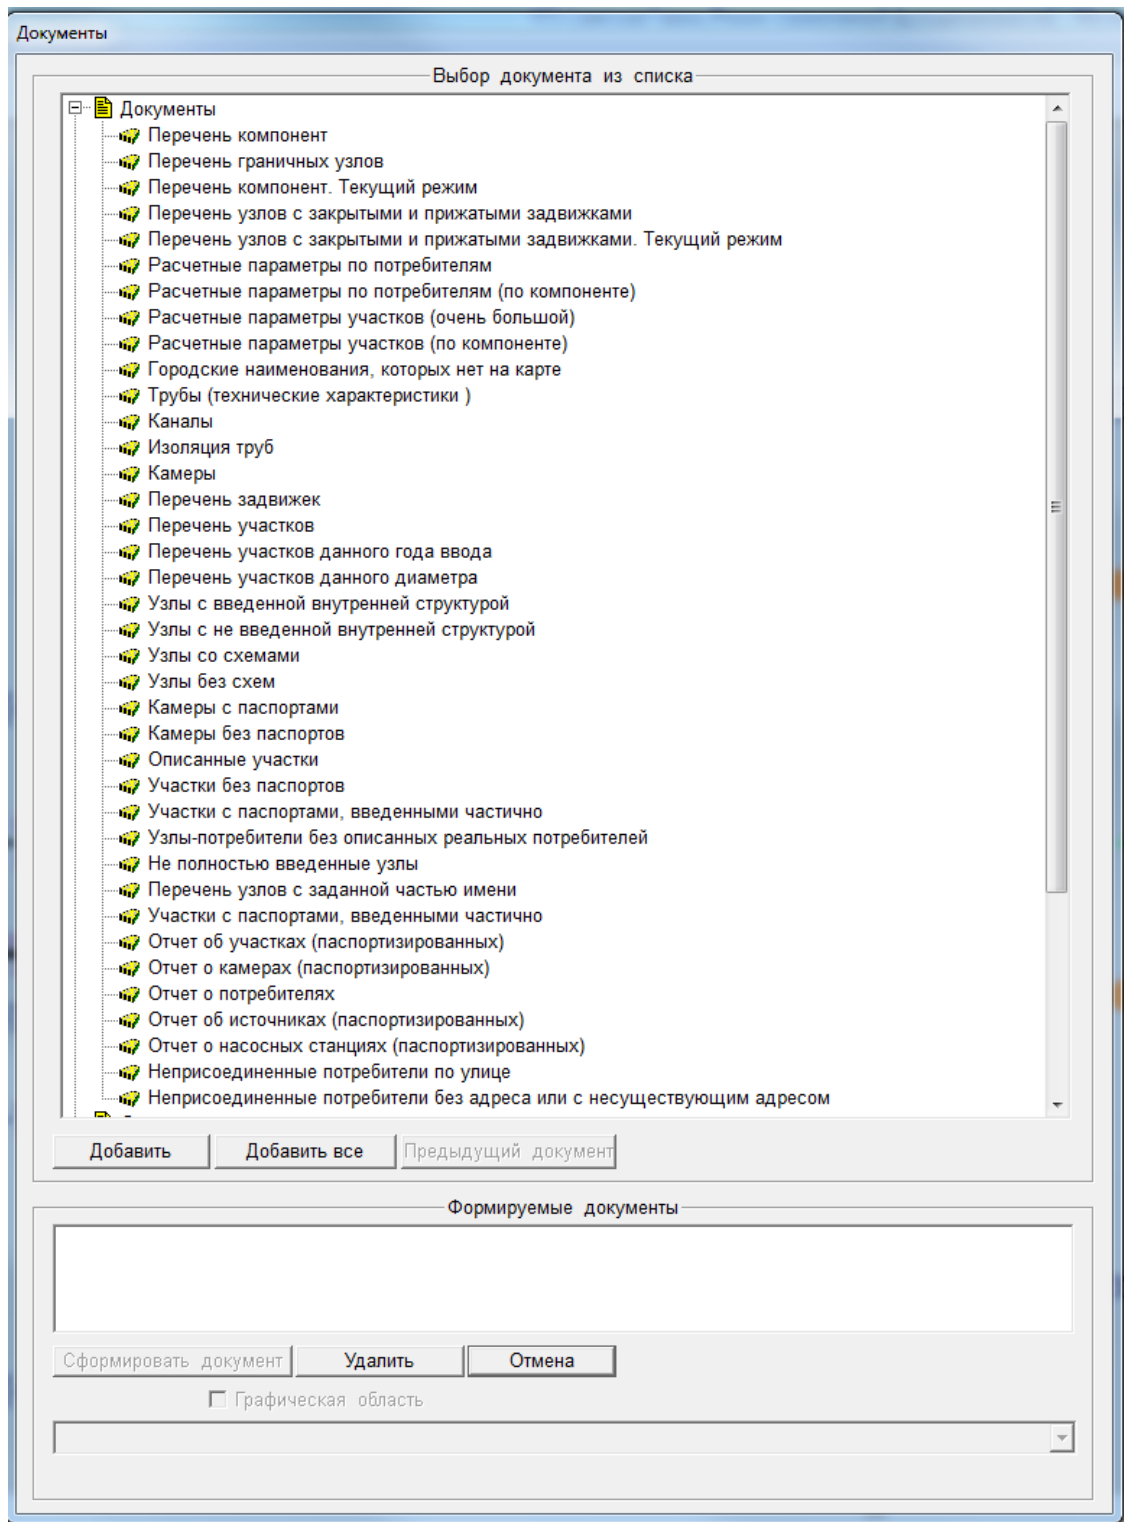 Документы
Выбор документа из списка
Документы
Перечень компонент
Перечень граничных узлов
Перечень компонент. Текущий режим
Перечень узлов с закрытыми и прижатыми задвижками
Перечень узлов с закрытыми и прижатыми задвижками. Текущий режим
Расчетные параметры по потребителям
Расчетные параметры по потребителям (по компоненте)
Расчетные параметры участков (очень большой)
Расчетные параметры участков (по компоненте)
Городские наименования, которых нет на карте
Трубы (технические характеристики )
Каналы
Изоляция труб
Камеры
Перечень задвижек
Перечень участков
Перечень участков данного года ввода
Перечень участков данного диаметра
Узлы с введенной внутренней структурой
Узлы с не введенной внутренней структурой
Узлы со схемами
Узлы без схем
Камеры с паспортами
Камеры без паспортов
Описанные участки
Участки без паспортов
Участки с паспортами, введенными частично
Узлы-потребители без описанных реальных потребителей
Не полностью введенные узлы
Перечень узлов с заданной частью имени
Участки с паспортами, введенными частично
Отчет об участках (паспортизированных)
Отчет о камерах (паспортизированных)
Отчет о потребителях
Отчет об источниках (паспортизированных)
Отчет о насосных станциях (паспортизированных)
Неприсоединенные потребители по улице
Неприсоединенные потребители без адреса или с несуществующим адресом
Добавить Добавить все Предыдущий документ
Формируемые документы
Сформировать документ Удалить Отмена
Графическая область